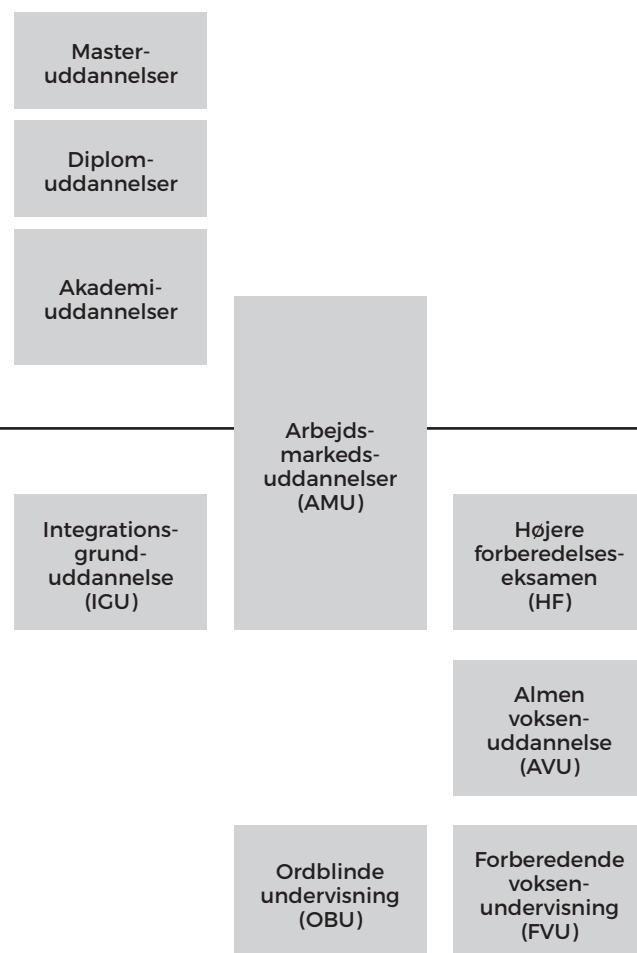 Master-
uddannelser
Diplom-
uddannelser
Akademi-
uddannelser
Arbejds-
markeds-
uddannelser
(AMU)
Integrations-
grund-
uddannelse
(IGU)
Højere
forberedelses-
eksamen
(HF)
Almen
voksen-
uddannelse
(AVU)
Ordblinde
undervisning
(OBU)
Forberedende
voksen-
undervisning
(FVU)